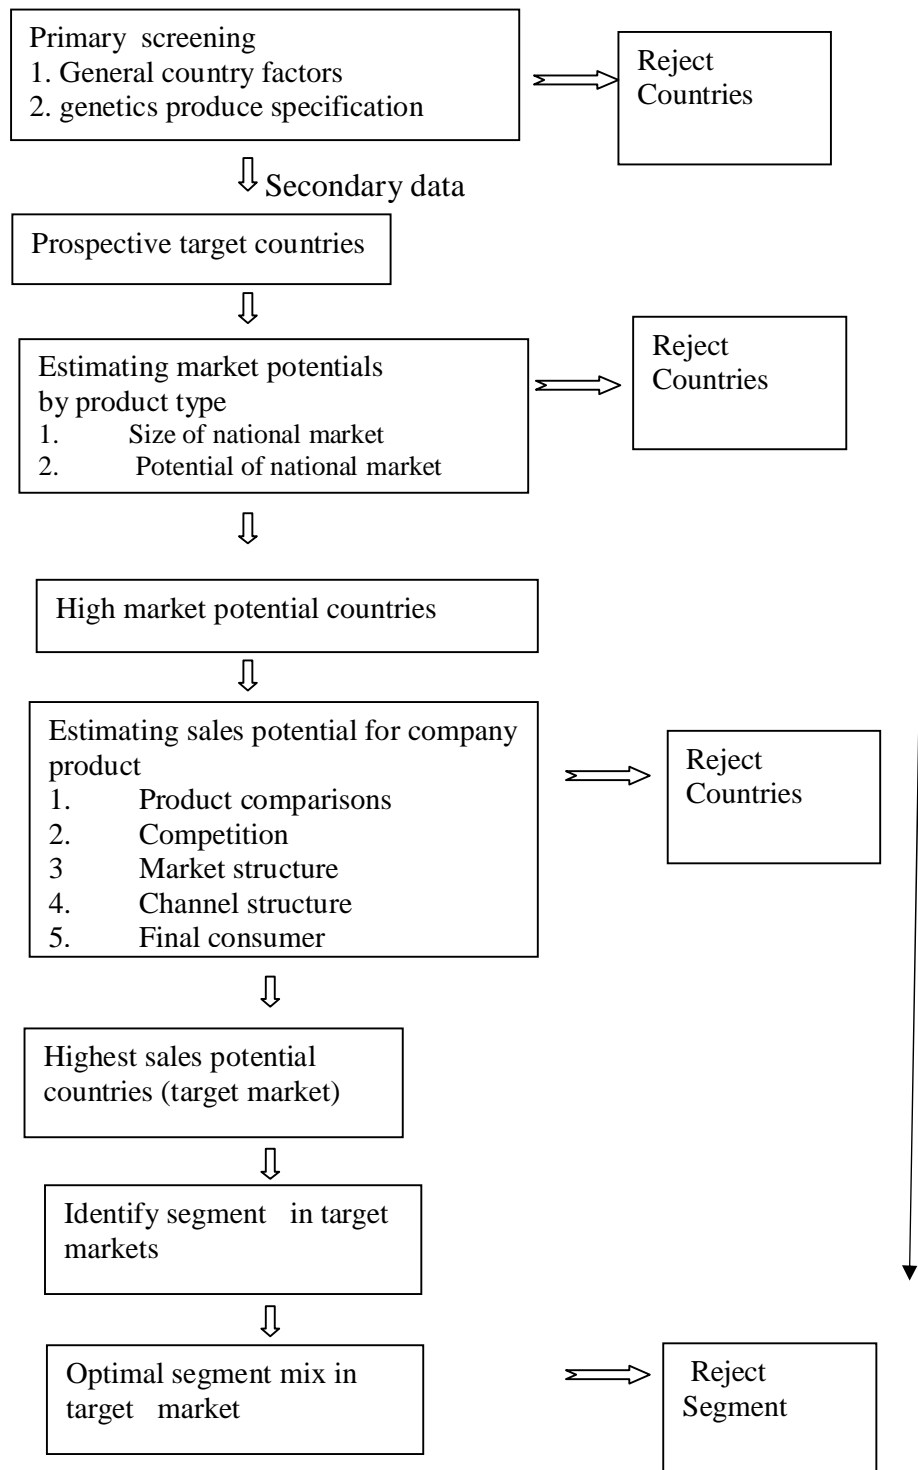 Primary screening
1. General country factors
2. genetics produce specification
Reject
Countries
Secondary data
Prospective target countries
Estimating market potentials
by product type
1. Size of national market
2. Potential of national market
Reject
Countries
High market potential countries
Estimating sales potential for company
product
1. Product comparisons
2. Competition
3 Market structure
4. Channel structure
5. Final consumer
Reject
Countries
Highest sales potential
countries (target market)
Identify segment in target
markets
Optimal segment mix in
target market
Reject
Segment